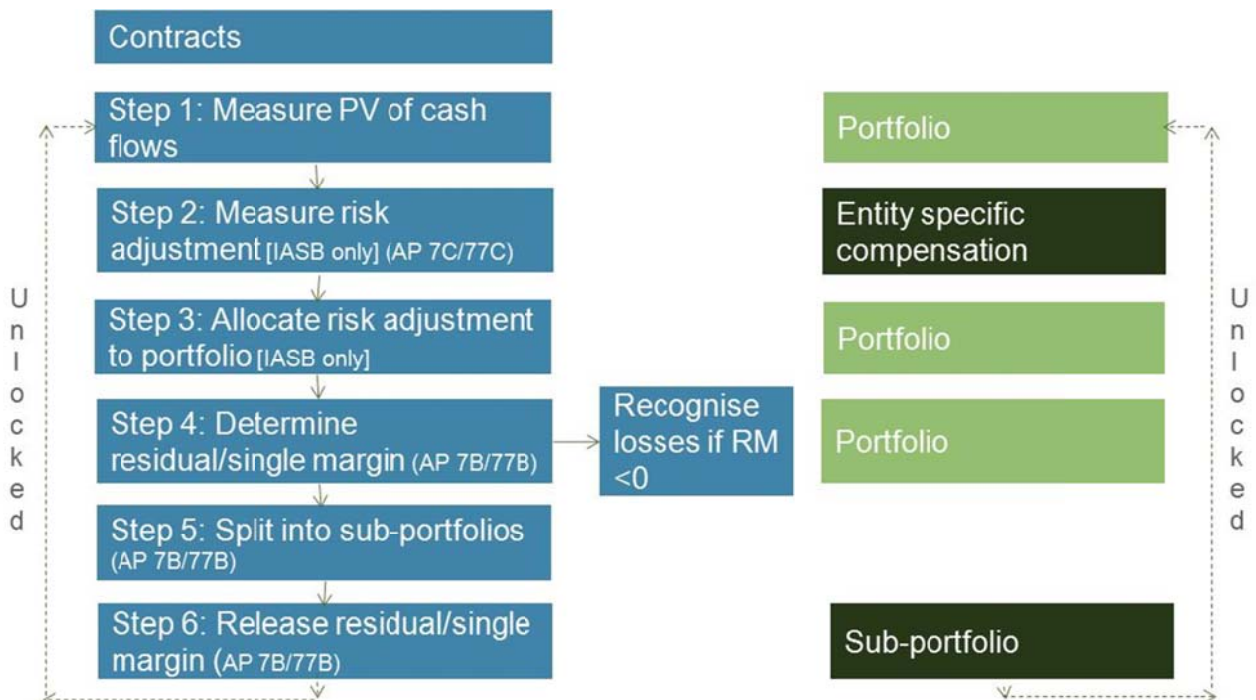 Contracts
Step 1: Measure PV of cash
flows
Portfolio
Step 2: Measure risk
adjustment [IASB only] (AP 7C/77C)
Entity specific
compensation
Step 3: Allocate risk adjustment
to portfolio [IASB only]
Portfolio
Step 4: Determine
residual/single margin (AP 7B/77B)
Recognise
losses if RM
<0
Portfolio
Step 5: Split into sub-portfolios
(AP 7B/77B)
Step 6: Release residual/single
margin (AP 7B/77B)
Sub-portfolio
Unlocked
Unlocked